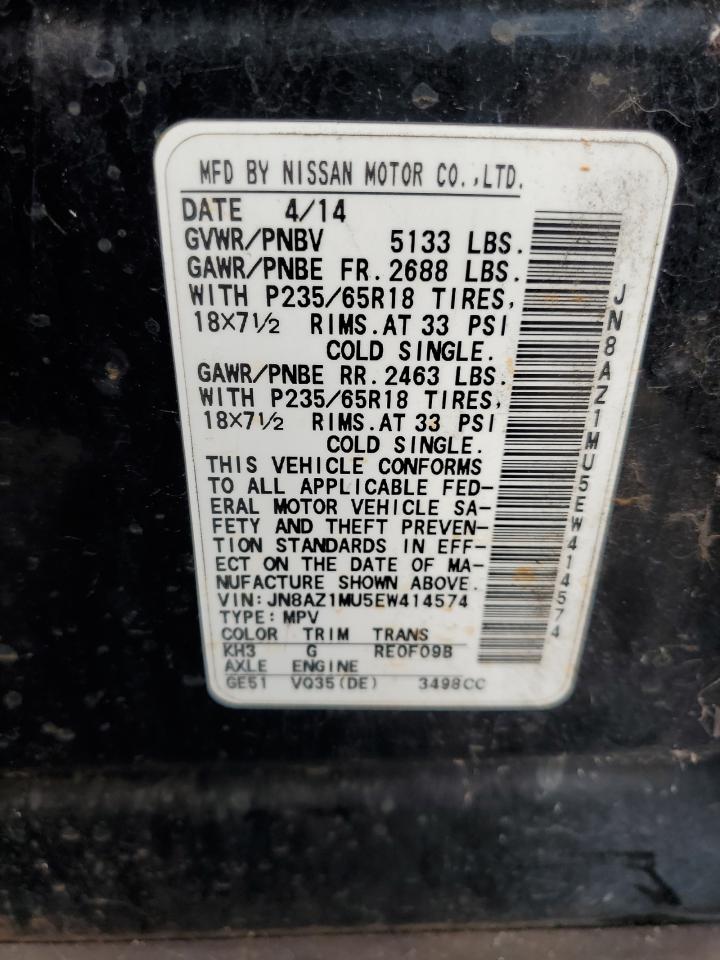 MFD BY NISSAN MOTOR CO.,LTD.
DATE 4/14
GVWR/PNBV 5133 LBS.
GAWR/PNBE FR. 2688 LBS.
WITH P235/65R18 TIRES,
18×7½ RIMS. AT 33 PSI
COLD SINGLE.
GAWR/PNBE RR. 2463 LBS.
WITH P235/65R18 TIRES,
18×7½ RIMS. AT 33 PSI
COLD SINGLE.
THIS VEHICLE CONFORMS
TO ALL APPLICABLE FED-
ERAL MOTOR VEHICLE SA-
FETY AND THEFT PREVEN-
TION STANDARDS IN EFF-
ECT ON THE DATE OF MA-
NUFACTURE SHOWN ABOVE.
VIN:JN8AZ1MU5EW414574
TYPE:MPV
COLOR TRIM TRANS
KH3 G RE0F09B
AXLE ENGINE
GE51 VQ35(DE) 3498CC
JN8AZ1MU5EW414574